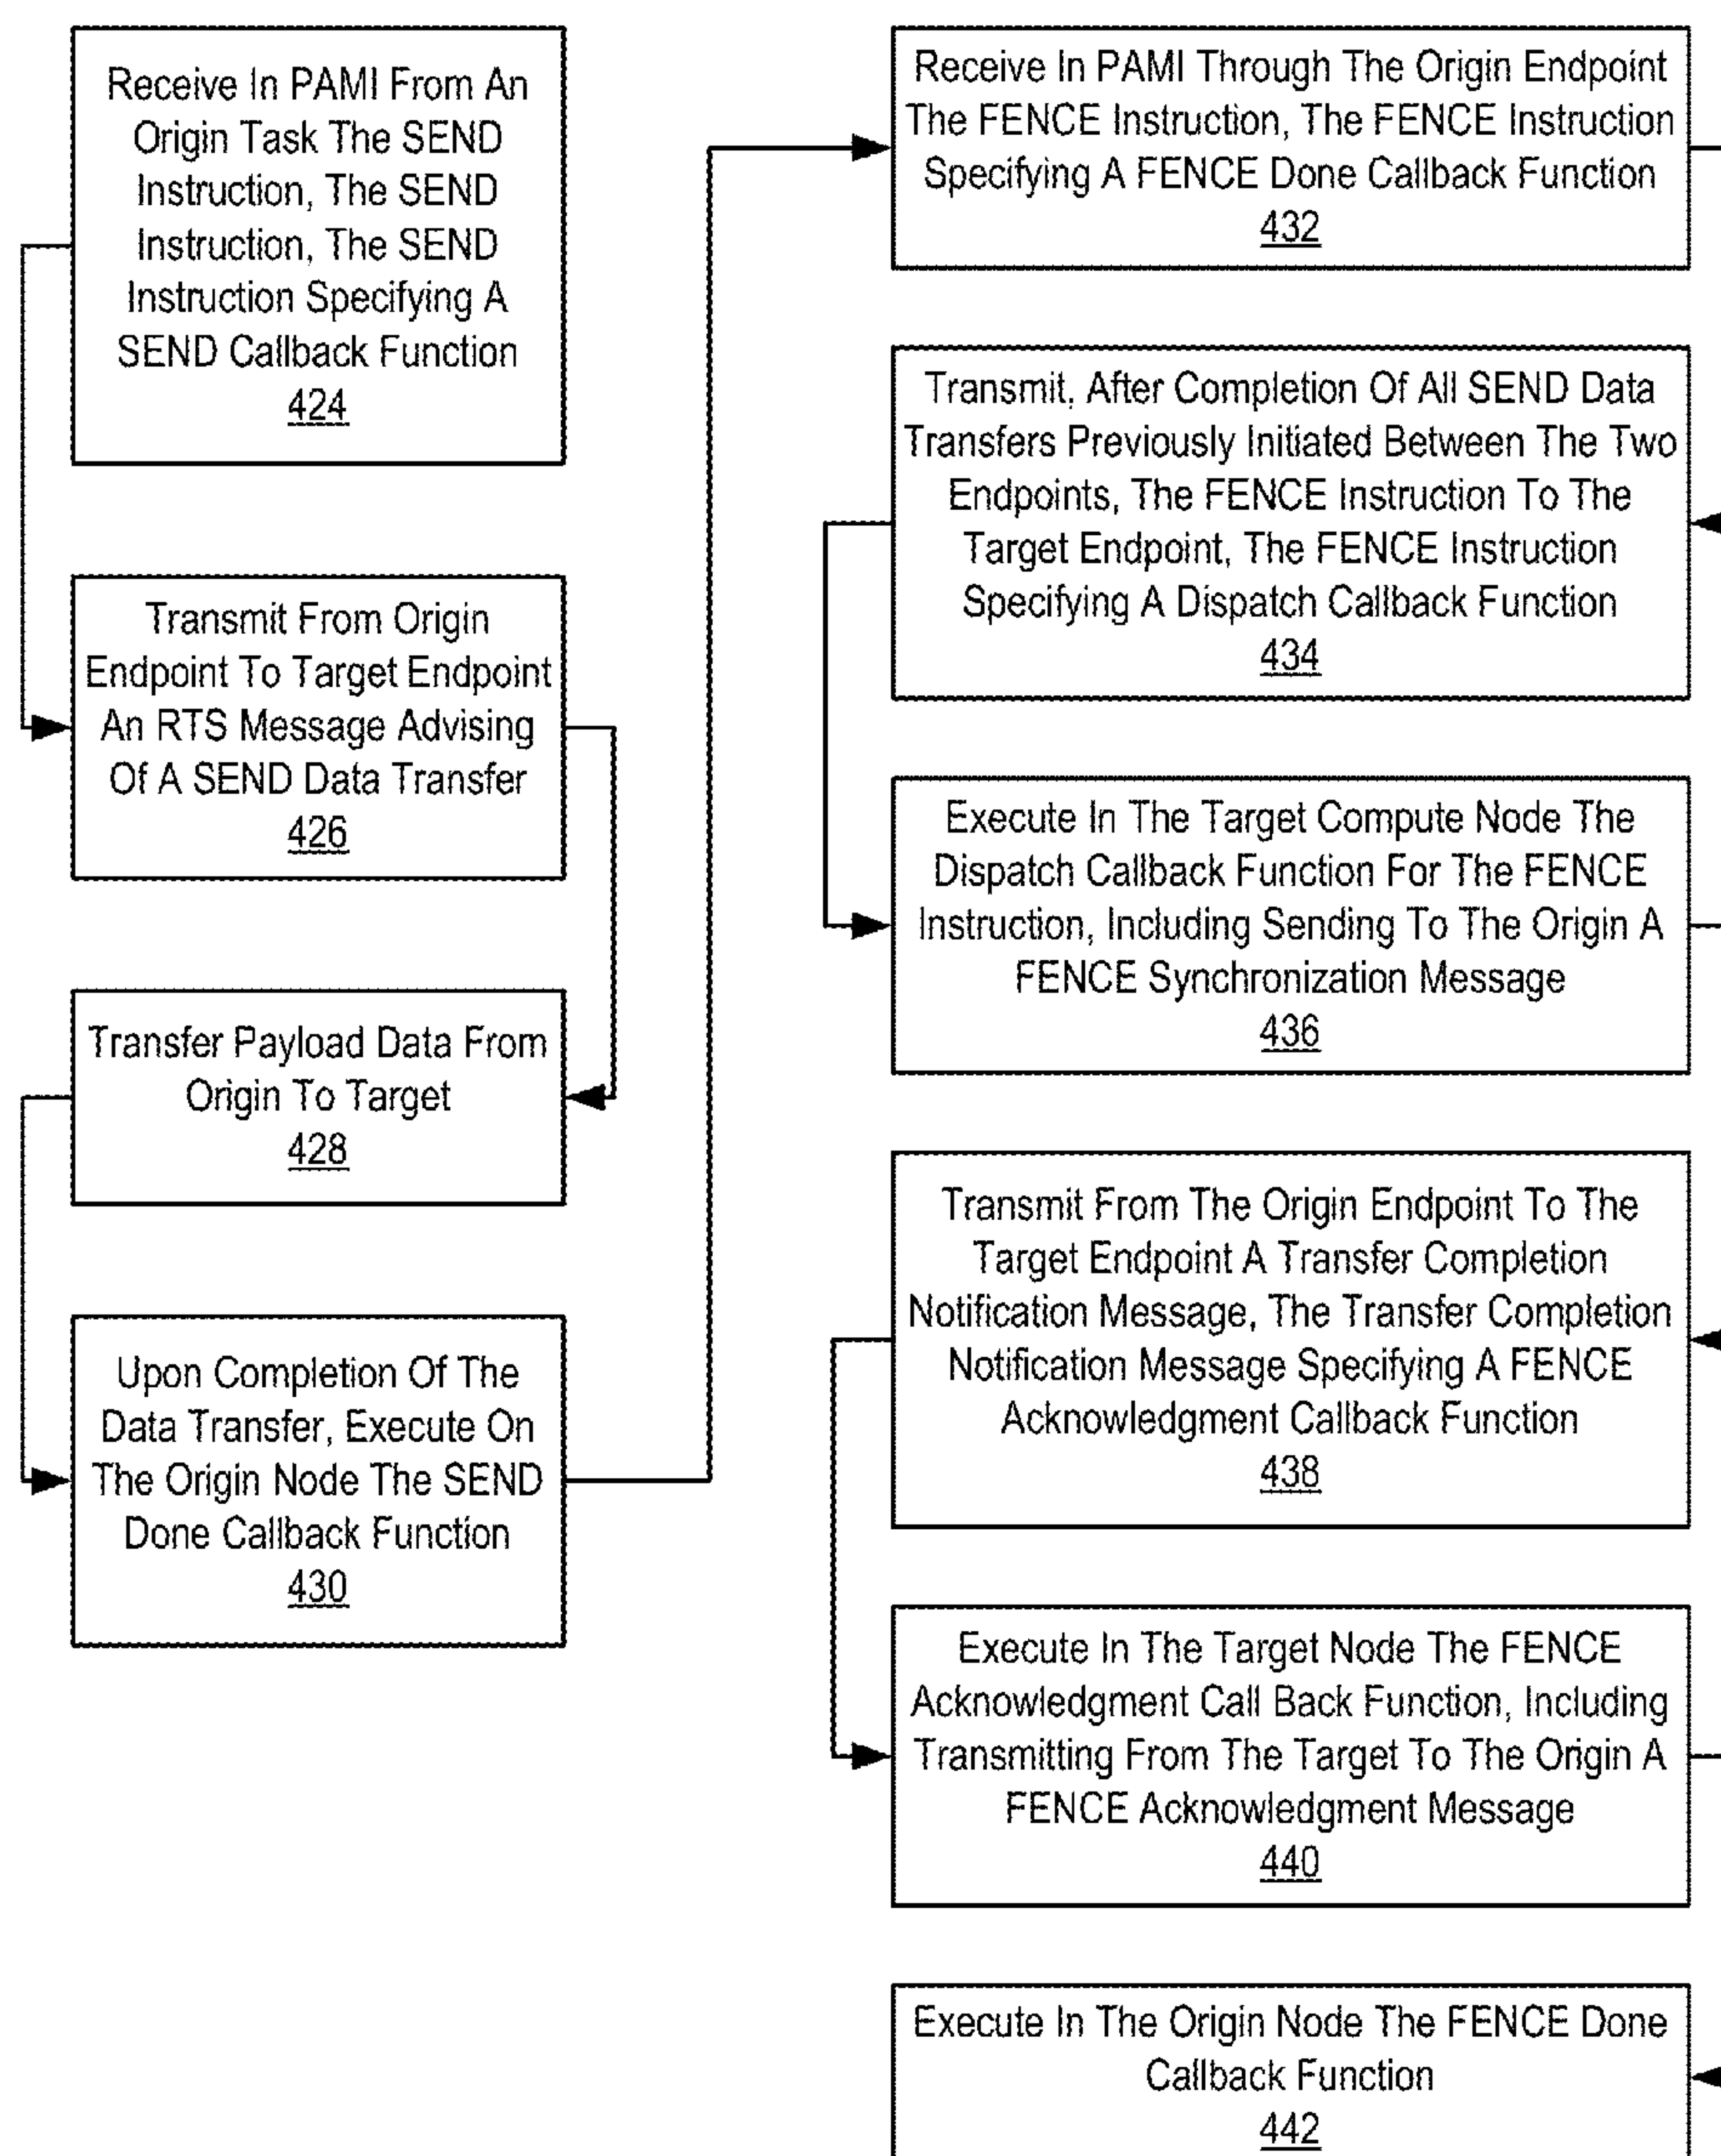 Receive In PAMI From An
Origin Task The SEND
Instruction, The SEND
Instruction, The SEND
Instruction Specifying A
SEND Callback Function
424
Transmit From Origin
Endpoint To Target Endpoint
An RTS Message Advising
Of A SEND Data Transfer
426
Transfer Payload Data From
Origin To Target
428
Upon Completion Of The
Data Transfer, Execute On
The Origin Node The SEND
Done Callback Function
430
Receive In PAMI Through The Origin Endpoint
The FENCE Instruction, The FENCE Instruction
Specifying A FENCE Done Callback Function
432
Transmit, After Completion Of All SEND Data
Transfers Previously Initiated Between The Two
Endpoints, The FENCE Instruction To The
Target Endpoint, The FENCE Instruction
Specifying A Dispatch Callback Function
434
Execute In The Target Compute Node The
Dispatch Callback Function For The FENCE
Instruction, Including Sending To The Origin A
FENCE Synchronization Message
436
Transmit From The Origin Endpoint To The
Target Endpoint A Transfer Completion
Notification Message, The Transfer Completion
Notification Message Specifying A FENCE
Acknowledgment Callback Function
438
Execute In The Target Node The FENCE
Acknowledgment Call Back Function, Including
Transmitting From The Target To The Origin A
FENCE Acknowledgment Message
440
Execute In The Origin Node The FENCE Done
Callback Function
442